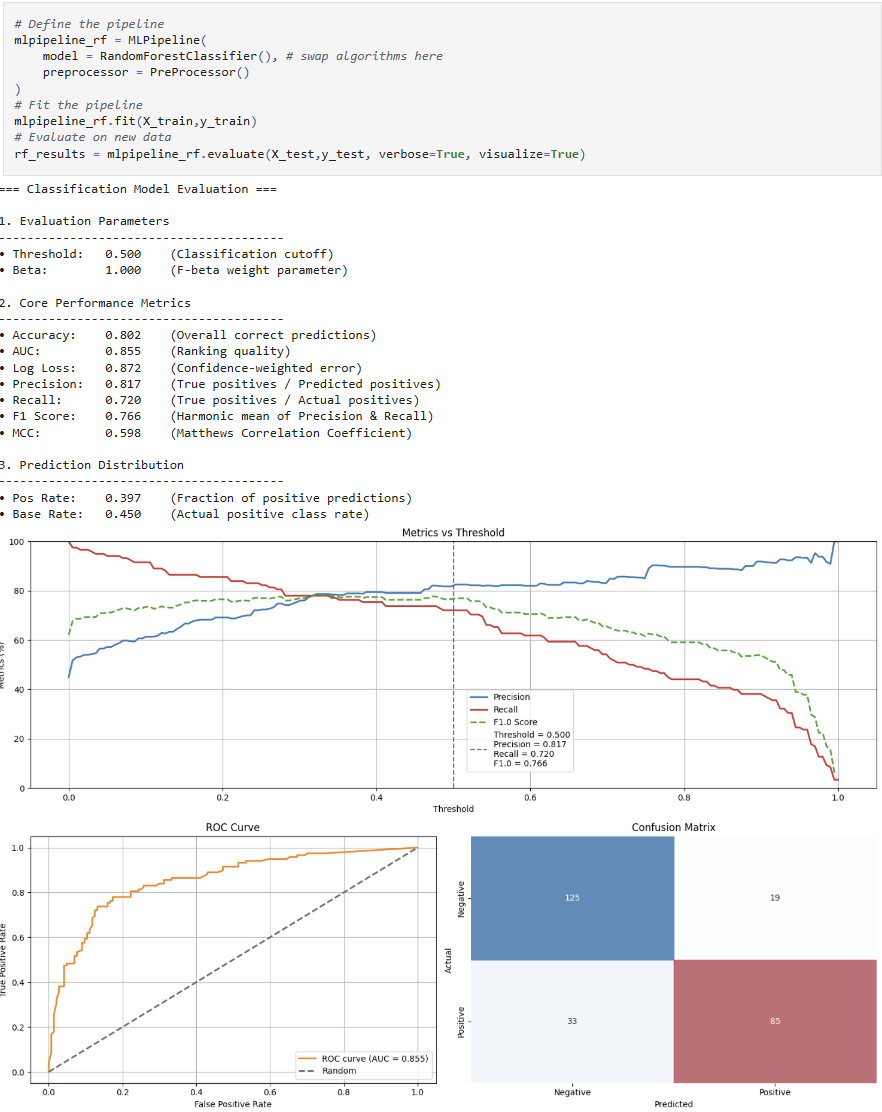 # Define the pipeline
mlpipeline_rf = MLPipeline(
    model = RandomForestClassifier(), # swap algorithms here
    preprocessor = PreProcessor()
)
# Fit the pipeline
mlpipeline_rf.fit(X_train,y_train)
# Evaluate on new data
rf_results = mlpipeline_rf.evaluate(X_test,y_test, verbose=True, visualize=True)
=== Classification Model Evaluation ===
1. Evaluation Parameters
--------------------------------------
• Threshold:   0.500    (Classification cutoff)
• Beta:        1.000    (F-beta weight parameter)
2. Core Performance Metrics
--------------------------------------
• Accuracy:    0.802    (Overall correct predictions)
• AUC:         0.855    (Ranking quality)
• Log Loss:    0.872    (Confidence-weighted error)
• Precision:   0.817    (True positives / Predicted positives)
• Recall:      0.720    (True positives / Actual positives)
• F1 Score:    0.766    (Harmonic mean of Precision & Recall)
• MCC:         0.598    (Matthews Correlation Coefficient)
3. Prediction Distribution
--------------------------------------
• Pos Rate:    0.397    (Fraction of positive predictions)
• Base Rate:   0.450    (Actual positive class rate)
Metrics vs Threshold
Metrics (%)
100
80
60
40
20
0
Precision
Recall
F1.0 Score
Threshold = 0.500
Precision = 0.817
Recall = 0.720
F1.0 = 0.766
0.0 0.2 0.4 0.6 0.8 1.0
Threshold
ROC Curve
True Positive Rate
1.0
0.8
0.6
0.4
0.2
0.0
ROC curve (AUC = 0.855)
Random
0.0 0.2 0.4 0.6 0.8 1.0
False Positive Rate
Confusion Matrix
Actual
Negative
125 19
Positive
33 85
Negative Positive
Predicted